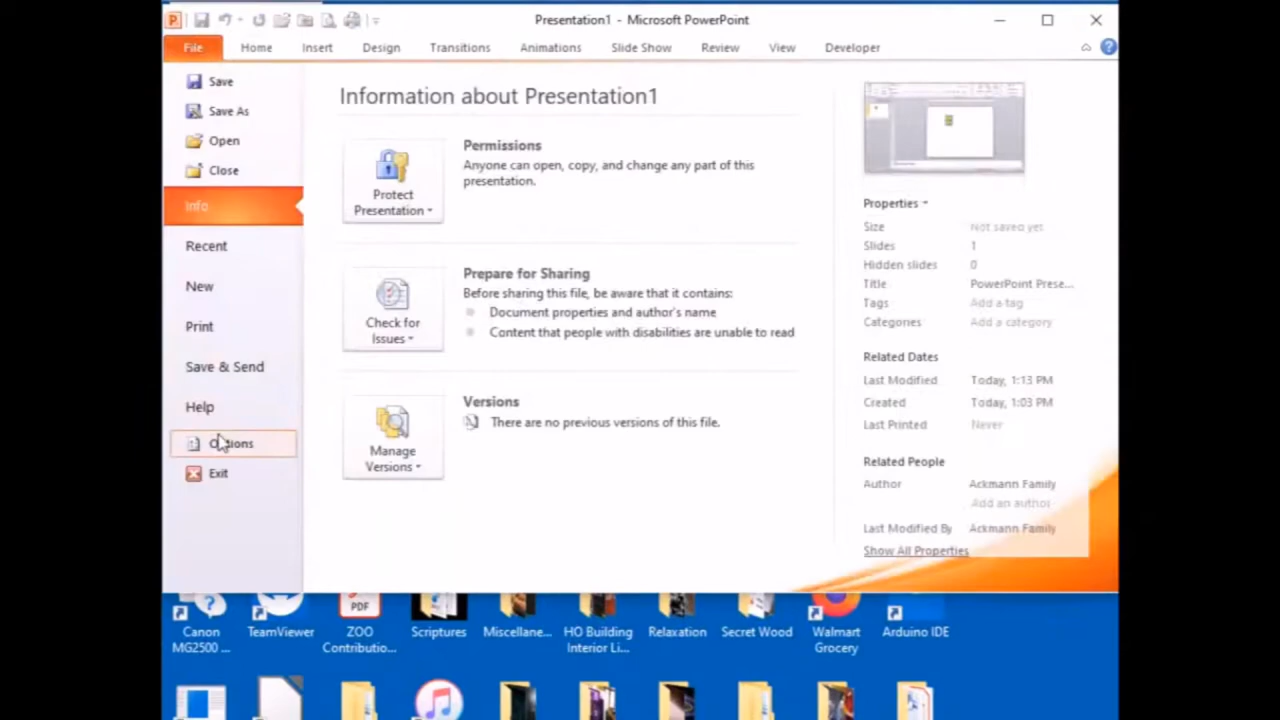 Presentation1 - Microsoft PowerPoint
File Home Insert Design Transitions Animations Slide Show Review View Developer
Save
Save As
Open
Close
Info
Recent
New
Print
Save & Send
Help
Options
Exit
Information about Presentation1
Protect
Presentation
Permissions
Anyone can open, copy, and change any part of this
presentation.
Check for
Issues
Prepare for Sharing
Before sharing this file, be aware that it contains:
Document properties and author's name
Content that people with disabilities are unable to read
Manage
Versions
Versions
There are no previous versions of this file.
Properties
Size Not saved yet
Slides 1
Hidden slides 0
Title PowerPoint Prese...
Tags Add a tag
Categories Add a category
Related Dates
Last Modified Today, 1:13 PM
Created Today, 1:03 PM
Last Printed Never
Related People
Author Ackmann Family
Add an author
Last Modified By Ackmann Family
Show All Properties
PDF
Canon
MG2500 ...
TeamViewer
ZOO
Contributio...
Scriptures
Miscellane...
HO Building
Interior Li...
Relaxation
Secret Wood
Walmart
Grocery
Arduino IDE